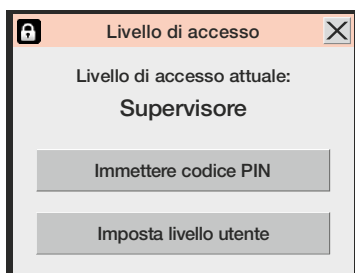 Livello di accesso
Livello di accesso attuale:
Supervisore
Immettere codice PIN
Imposta livello utente